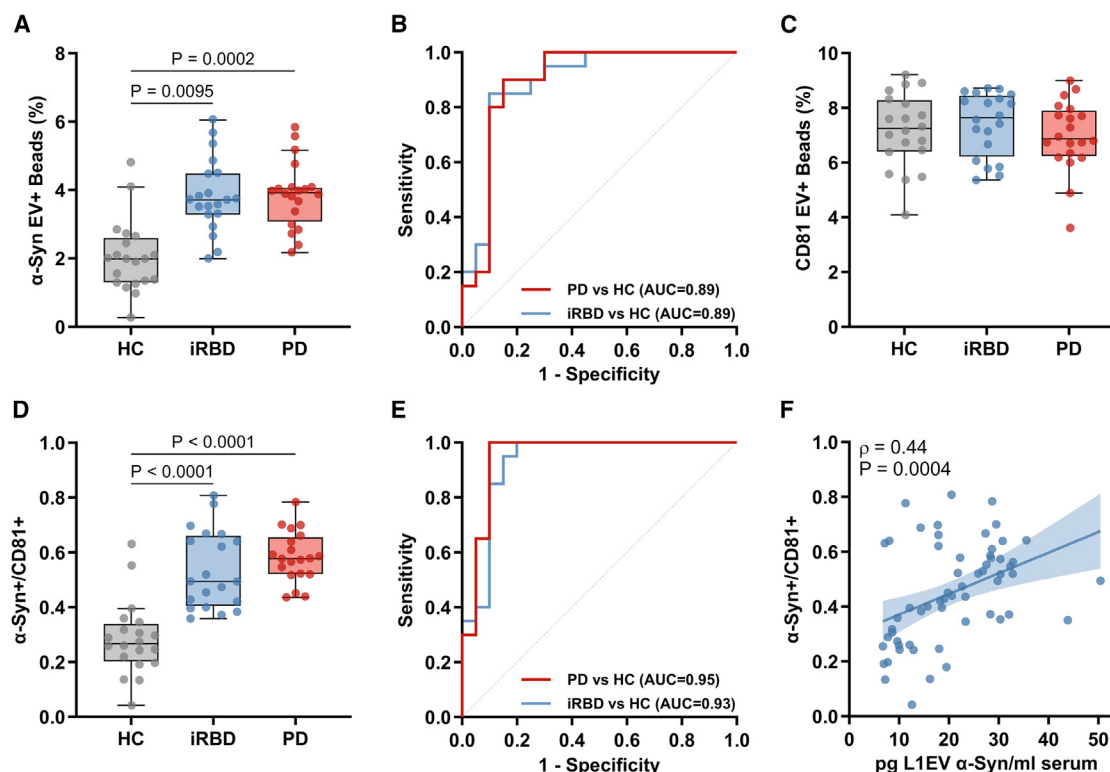 A
α-Syn EV+ Beads (%)
8
6
4
2
0
P = 0.0002
P = 0.0095
HC iRBD PD
B
Sensitivity
1.0
0.8
0.6
0.4
0.2
0.0
PD vs HC (AUC=0.89)
iRBD vs HC (AUC=0.89)
0.0 0.2 0.4 0.6 0.8 1.0
1 - Specificity
C
CD81 EV+ Beads (%)
10
8
6
4
2
0
HC iRBD PD
D
α-Syn+/CD81+
1.0
0.8
0.6
0.4
0.2
0.0
P < 0.0001
P < 0.0001
HC iRBD PD
E
Sensitivity
1.0
0.8
0.6
0.4
0.2
0.0
PD vs HC (AUC=0.95)
iRBD vs HC (AUC=0.93)
0.0 0.2 0.4 0.6 0.8 1.0
1 - Specificity
F
α-Syn+/CD81+
1.0
0.8
0.6
0.4
0.2
0.0
ρ = 0.44
P = 0.0004
0 10 20 30 40 50
pg L1EV α-Syn/ml serum